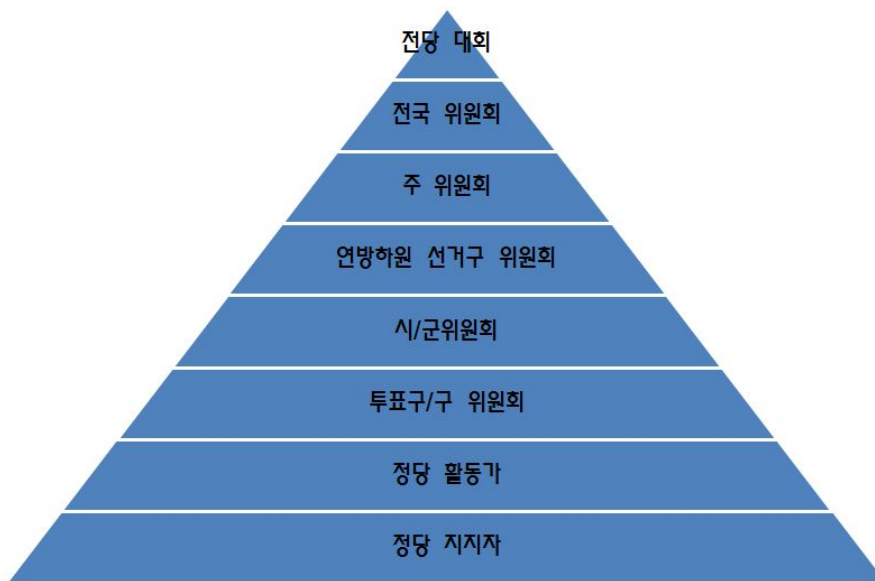 전당 대회
전국 위원회
주 위원회
연방하원 선거구 위원회
시/군위원회
투표구/구 위원회
정당 활동가
정당 지지자